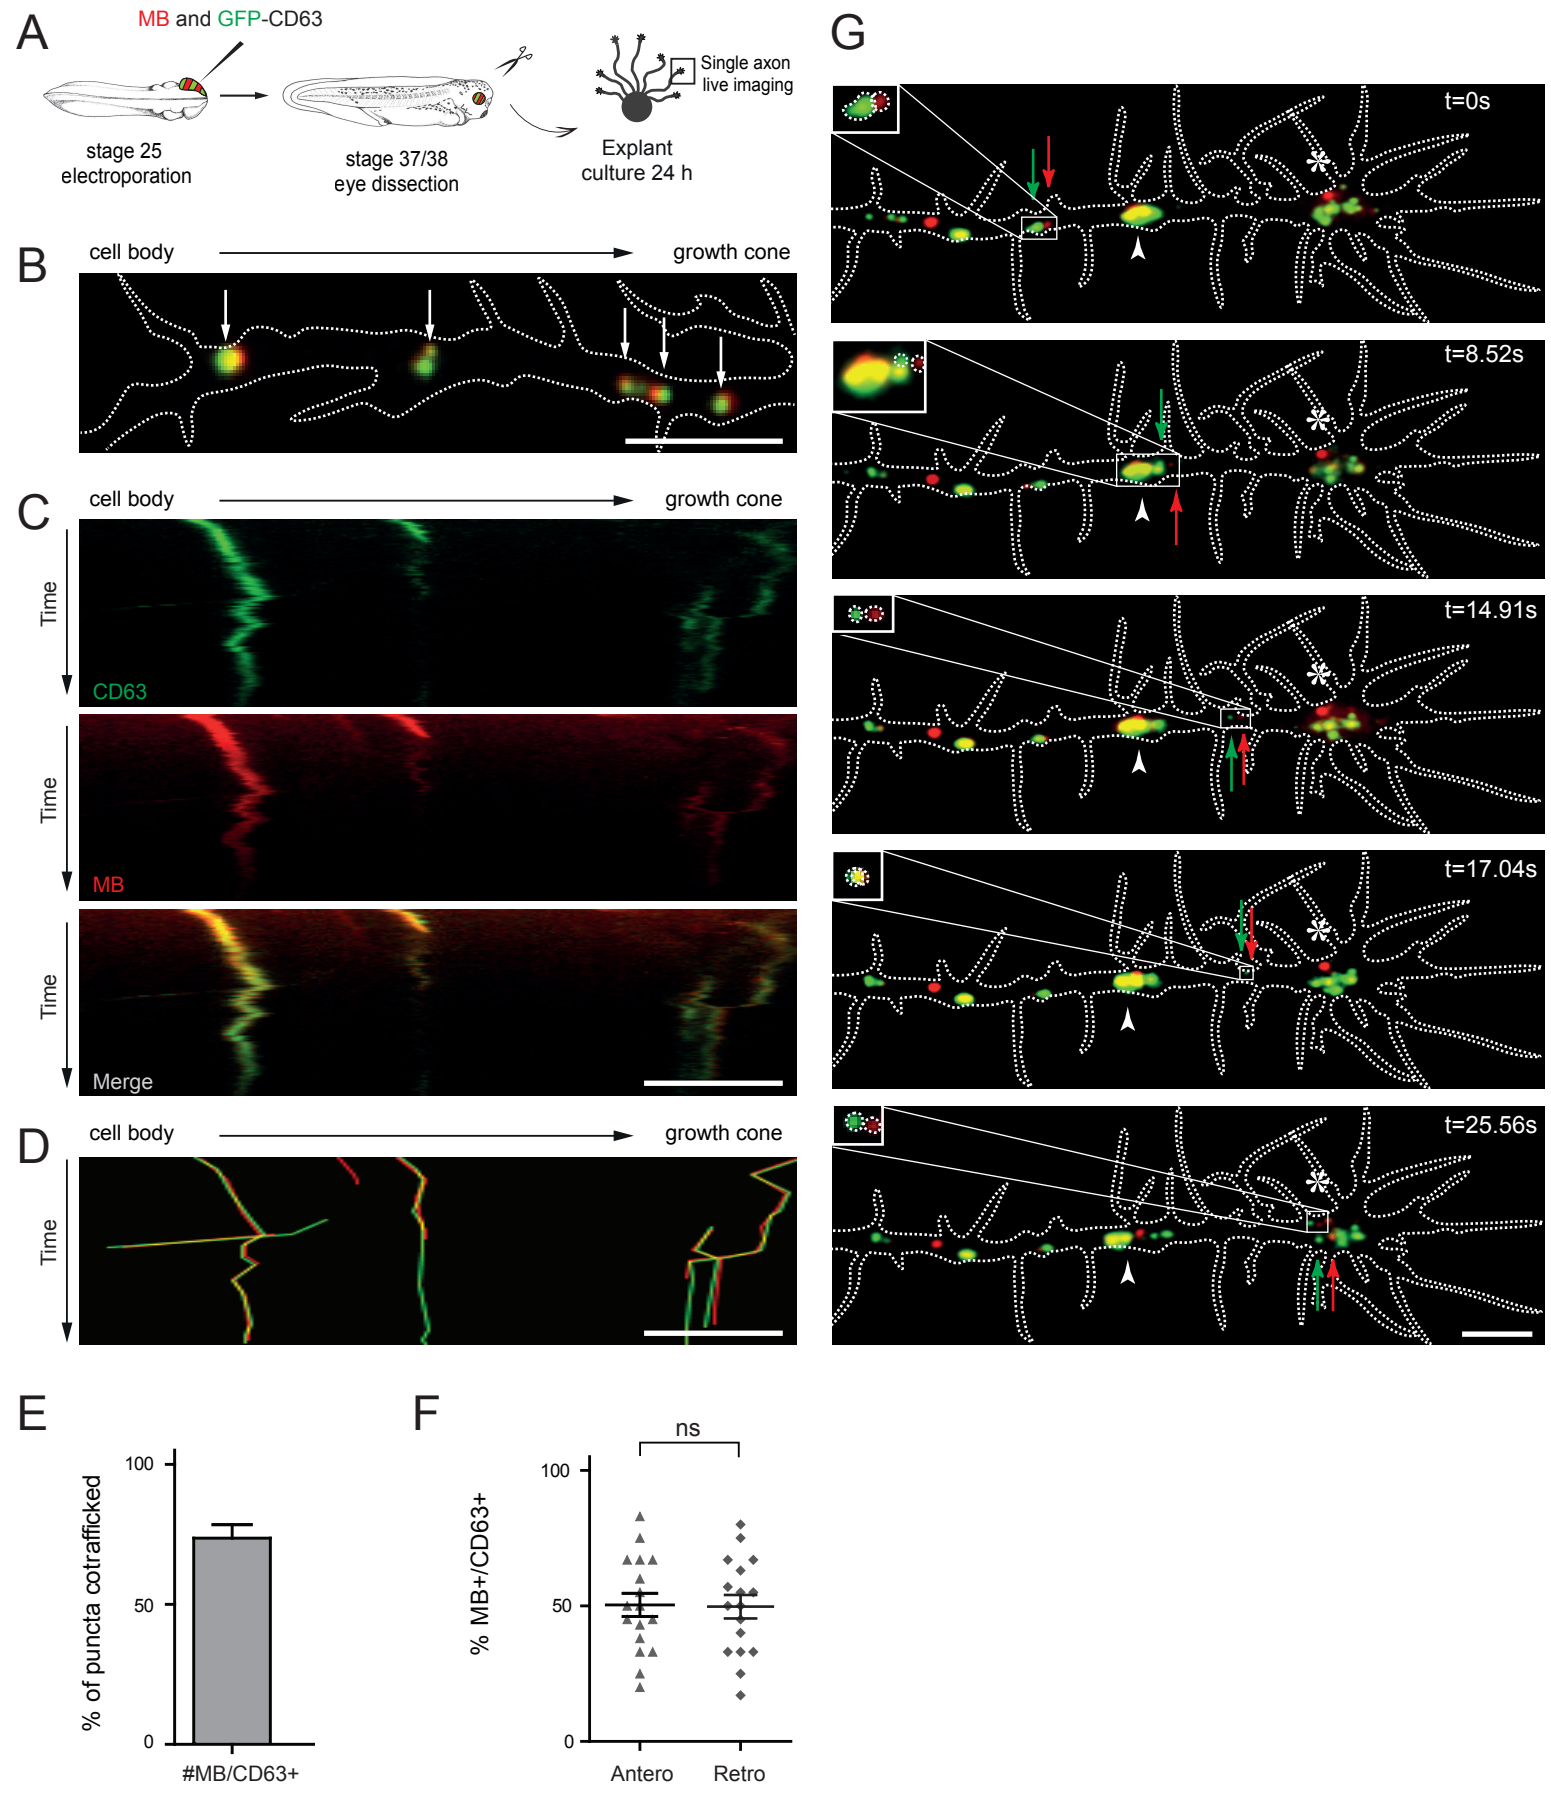 A
MB and GFP-CD63
stage 25
electroporation
stage 37/38
eye dissection
Single axon
live imaging
Explant
culture 24 h
B
cell body
growth cone
C
cell body
growth cone
Time
CD63
Time
MB
Time
Merge
D
cell body
growth cone
Time
E
% of puncta cotrafficked
100
50
0
#MB/CD63+
F
ns
% MB+/CD63+
100
50
0
Antero
Retro
G
t=0s
*
t=8.52s
*
t=14.91s
*
t=17.04s
*
t=25.56s
*